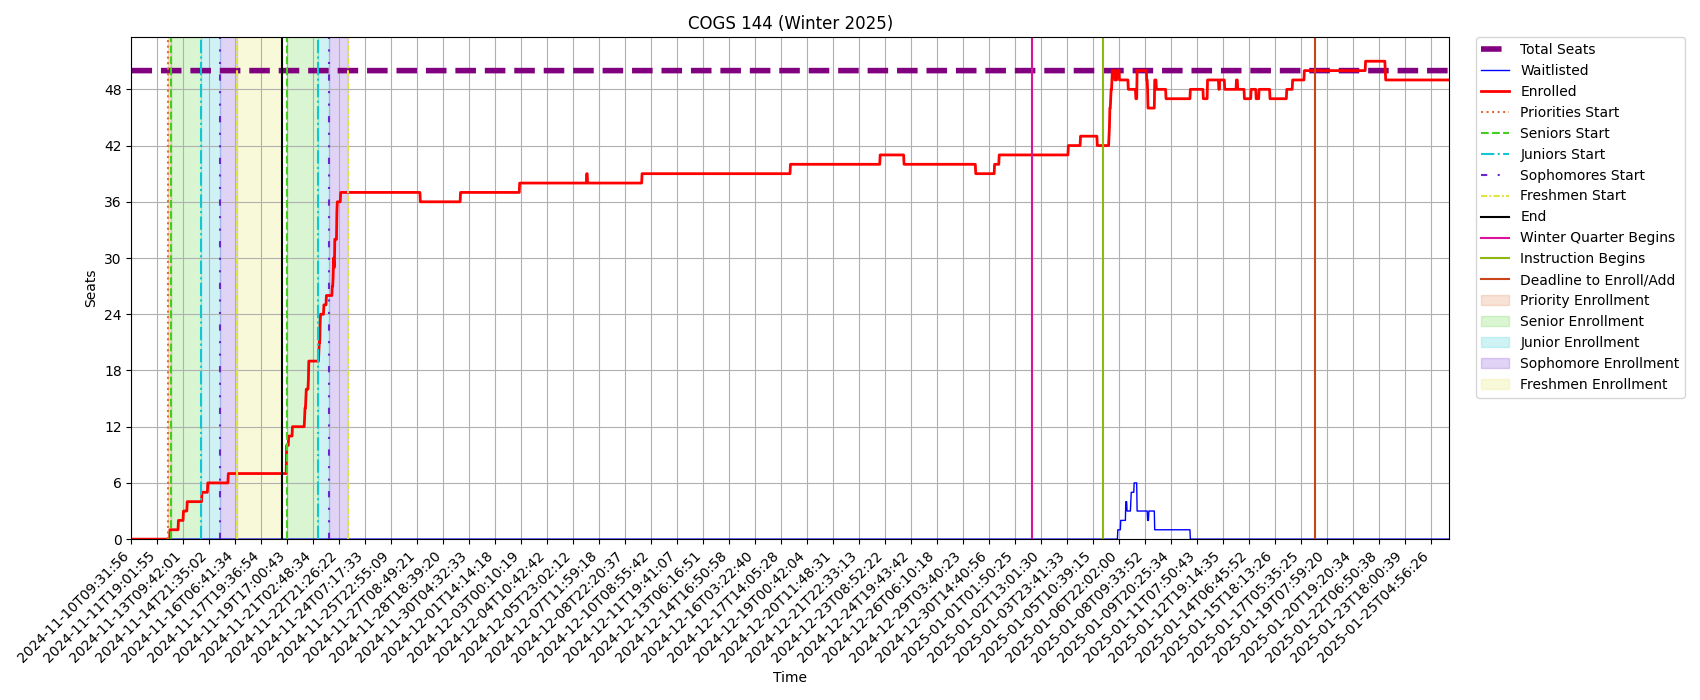 COGS 144 (Winter 2025)
Seats
48
42
36
30
24
18
12
6
0
2024-11-10T09:31:56
2024-11-11T19:01:55
2024-11-13T09:42:01
2024-11-14T21:35:02
2024-11-16T06:41:34
2024-11-17T19:36:54
2024-11-19T17:00:43
2024-11-21T02:48:34
2024-11-22T21:26:22
2024-11-24T07:17:33
2024-11-25T22:55:09
2024-11-27T08:49:21
2024-11-28T18:39:20
2024-11-30T04:32:33
2024-12-01T14:14:18
2024-12-03T00:10:19
2024-12-04T10:42:42
2024-12-05T23:02:12
2024-12-07T11:59:18
2024-12-08T22:20:37
2024-12-10T08:55:42
2024-12-11T19:41:07
2024-12-13T06:16:51
2024-12-14T16:50:58
2024-12-16T03:22:40
2024-12-17T14:05:28
2024-12-19T00:42:04
2024-12-20T11:48:31
2024-12-21T22:33:13
2024-12-23T08:52:22
2024-12-24T19:43:42
2024-12-26T06:10:18
2024-12-29T03:40:23
2024-12-30T14:40:56
2025-01-01T01:50:25
2025-01-02T13:01:30
2025-01-03T23:41:33
2025-01-05T10:39:15
2025-01-06T22:02:00
2025-01-08T09:33:52
2025-01-09T20:25:34
2025-01-11T07:50:43
2025-01-12T19:14:35
2025-01-14T06:45:52
2025-01-15T18:13:26
2025-01-17T05:35:25
2025-01-19T07:59:20
2025-01-20T19:20:34
2025-01-22T06:50:38
2025-01-23T18:00:39
2025-01-25T04:56:26
Time
Total Seats
Waitlisted
Enrolled
Priorities Start
Seniors Start
Juniors Start
Sophomores Start
Freshmen Start
End
Winter Quarter Begins
Instruction Begins
Deadline to Enroll/Add
Priority Enrollment
Senior Enrollment
Junior Enrollment
Sophomore Enrollment
Freshmen Enrollment